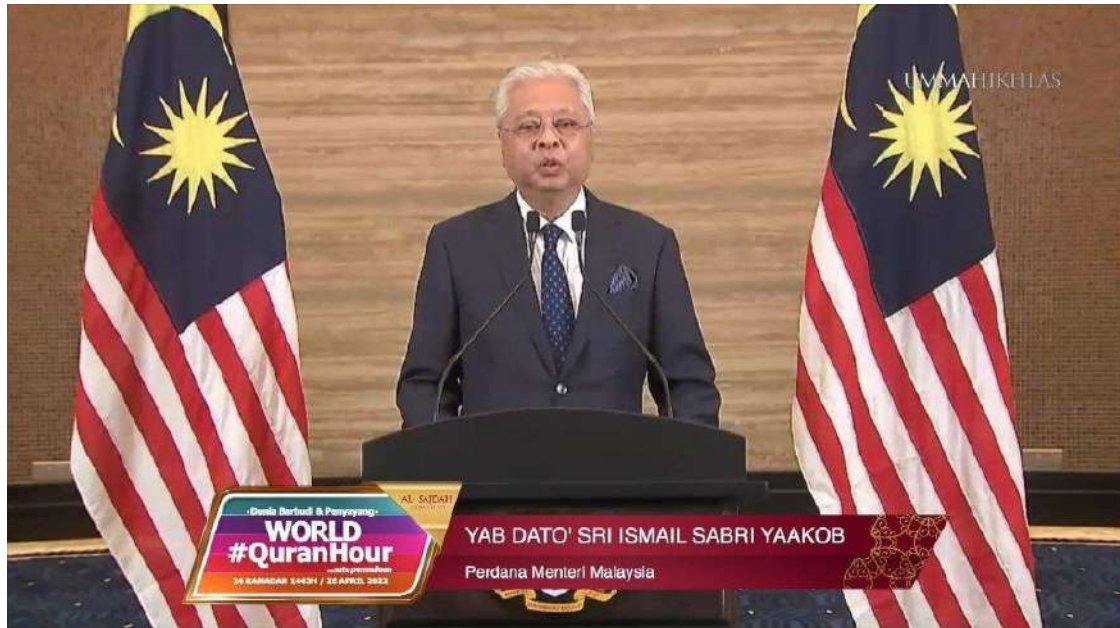 UMMAHIKHLAS
AL-SAJDAH
Dunia Berbudi & Penyayang
WORLD
#QuranHour
24 RAMADAN 1443H / 26 APRIL 2022
YAB DATO' SRI ISMAIL SABRI YAAKOB
Perdana Menteri Malaysia